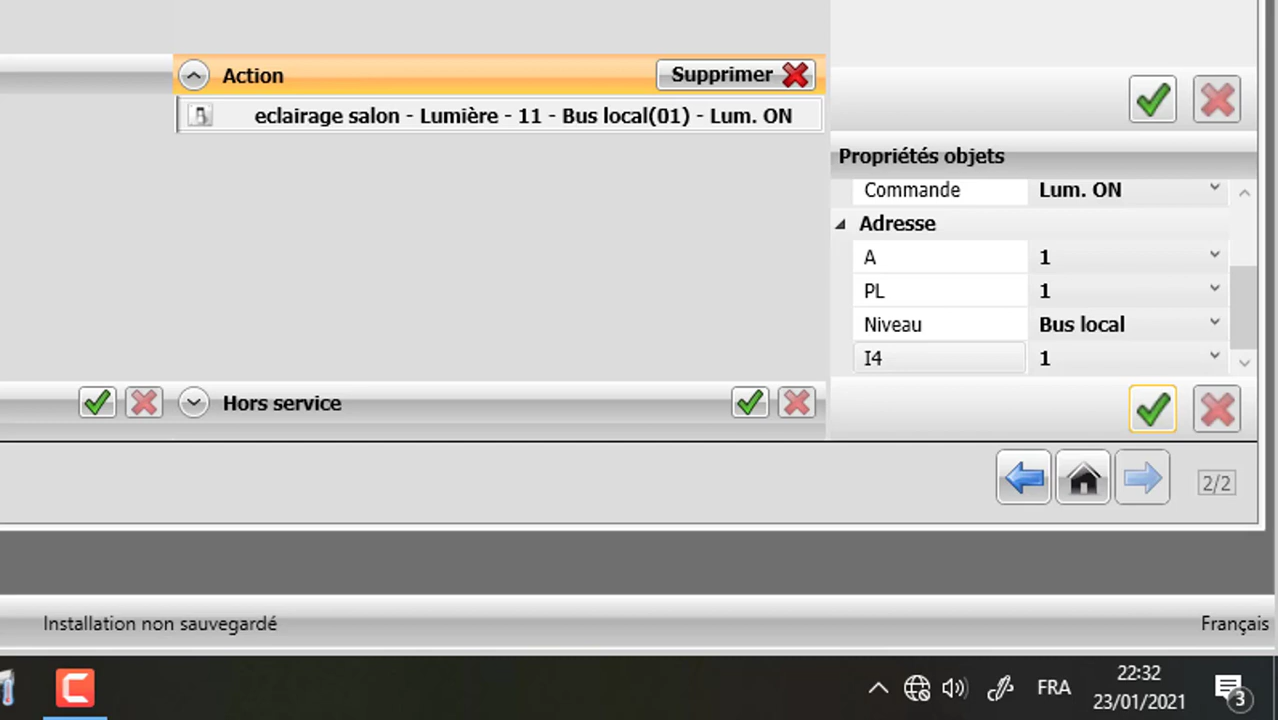 Action
Supprimer
eclairage salon - Lumière - 11 - Bus local(01) - Lum. ON
Propriétés objets
Commande Lum. ON
Adresse
A 1
PL 1
Niveau Bus local
I4 1
Hors service
2/2
Installation non sauvegardé
Français
FRA
22:32
23/01/2021
3